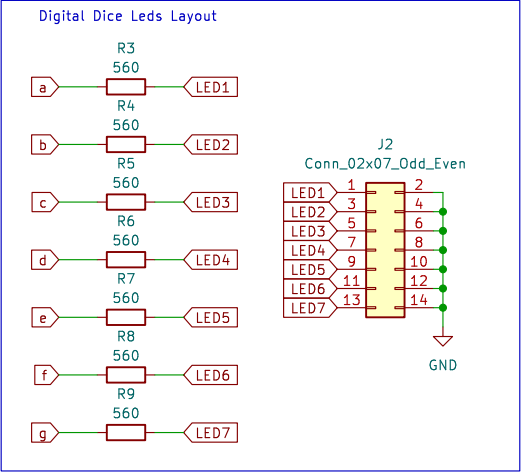 Digital Dice Leds Layout
R3
560
a LED1
R4
560
b LED2
R5
560
c LED3
R6
560
d LED4
R7
560
e LED5
R8
560
f LED6
R9
560
g LED7
J2
Conn_02x07_Odd_Even
LED1 1 2
LED2 3 4
LED3 5 6
LED4 7 8
LED5 9 10
LED6 11 12
LED7 13 14
GND